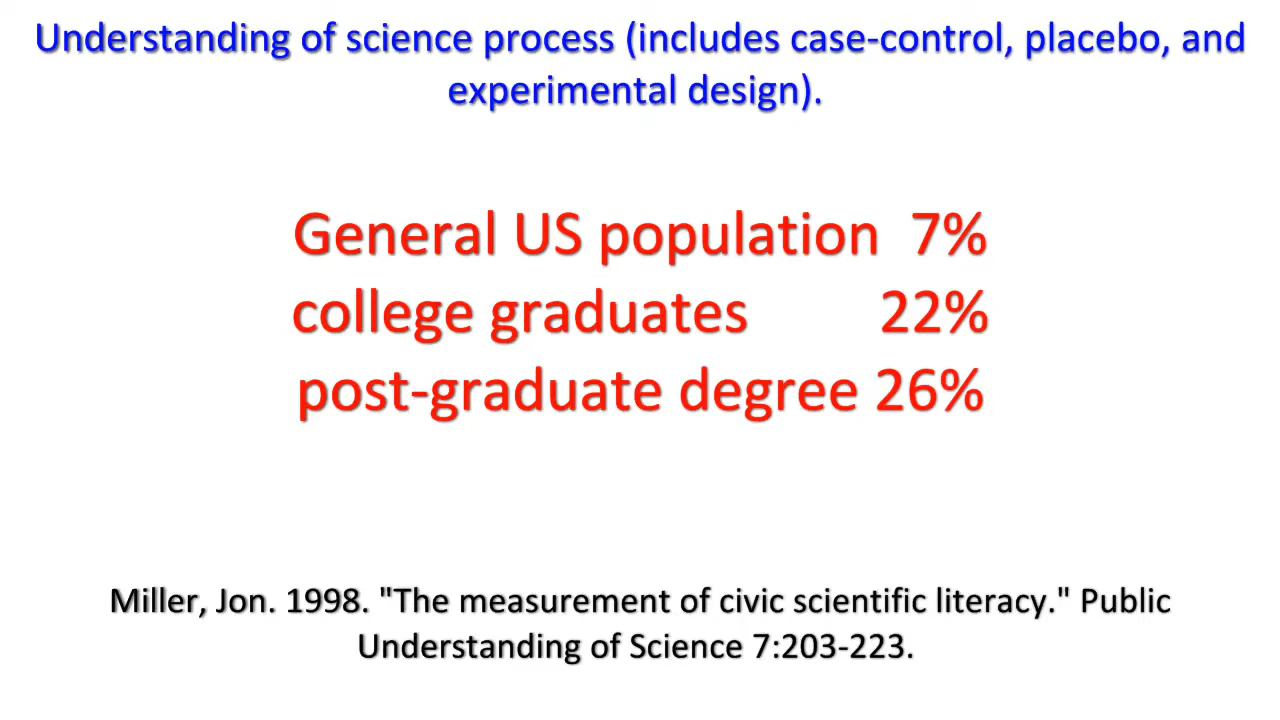 Understanding of science process (includes case-control, placebo, and
experimental design).
General US population 7%
college graduates 22%
post-graduate degree 26%
Miller, Jon. 1998. "The measurement of civic scientific literacy." Public
Understanding of Science 7:203-223.